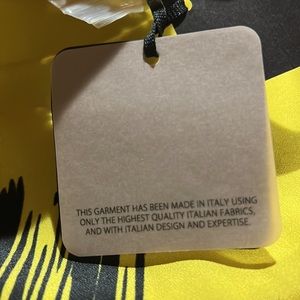 THIS GARMENT HAS BEEN MADE IN ITALY USING
ONLY THE HIGHEST QUALITY ITALIAN FABRICS,
AND WITH ITALIAN DESIGN AND EXPERTISE.